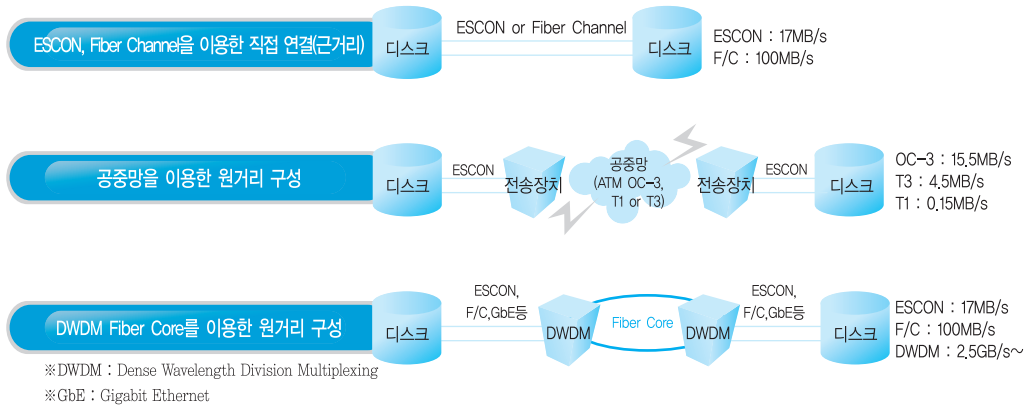 ESCON, Fiber Channel을 이용한 직접 연결(근거리)
디스크
ESCON or Fiber Channel
디스크
ESCON : 17MB/s
F/C : 100MB/s
공중망을 이용한 원거리 구성
디스크
ESCON
전송장치
공중망
(ATM OC-3,
T1 or T3)
전송장치
ESCON
디스크
OC-3 : 15.5MB/s
T3 : 4.5MB/s
T1 : 0.15MB/s
DWDM Fiber Core를 이용한 원거리 구성
디스크
ESCON,
F/C,GbE등
DWDM
Fiber Core
DWDM
ESCON,
F/C,GbE등
디스크
ESCON : 17MB/s
F/C : 100MB/s
DWDM : 2.5GB/s~
※DWDM : Dense Wavelength Division Multiplexing
※GbE : Gigabit Ethernet